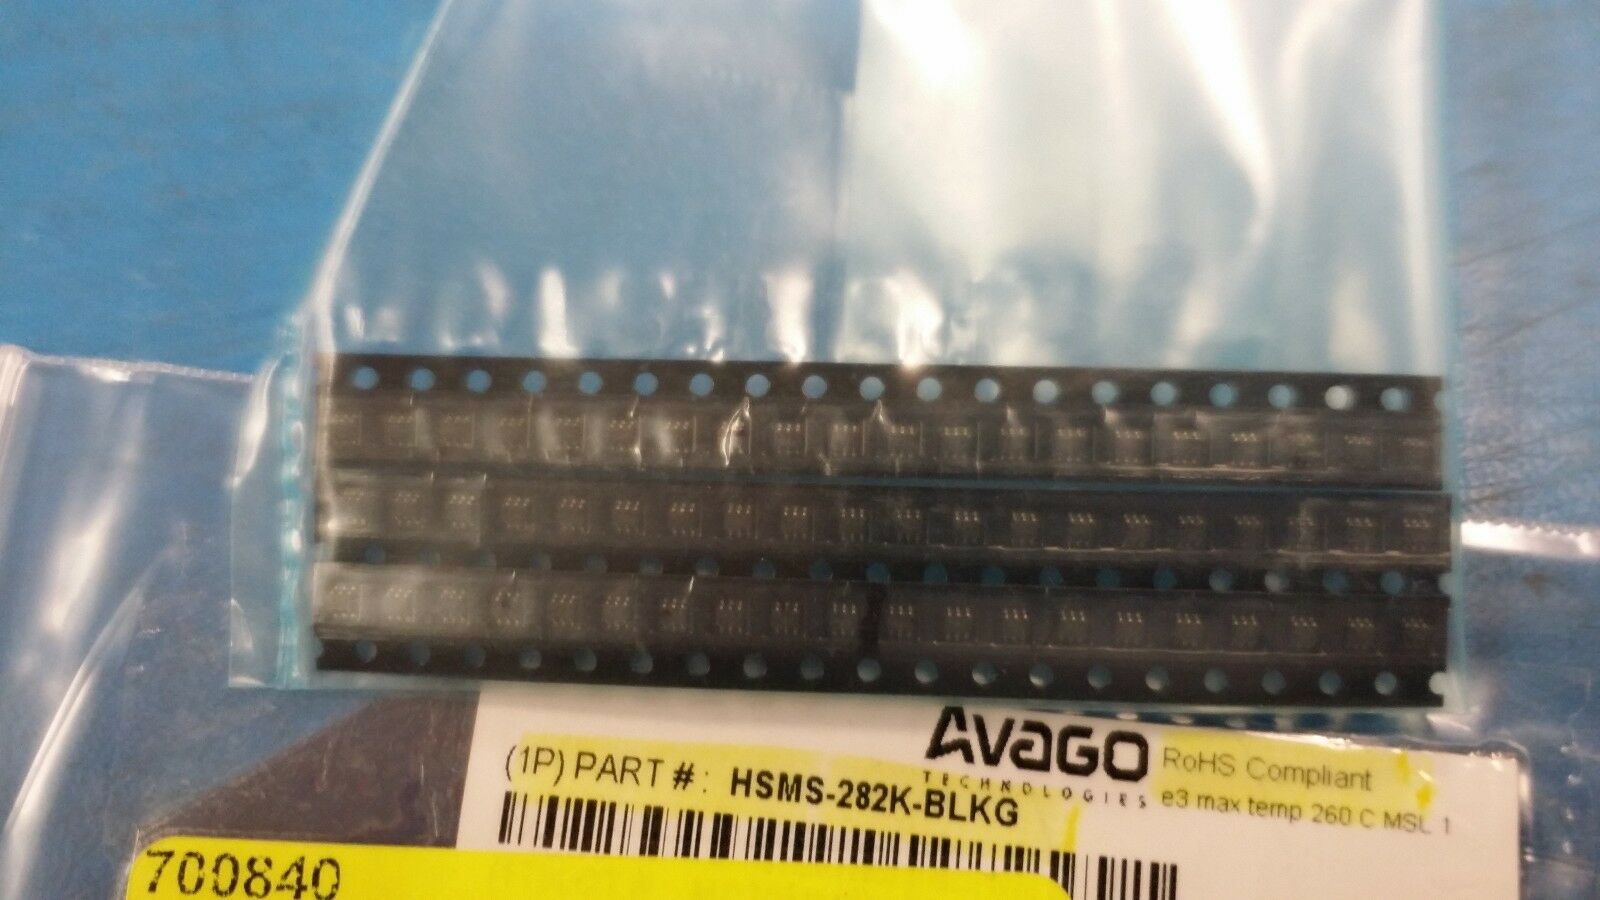 AVAGO
TECHNOLOGIES
RoHS Compliant
e3 max temp 260 C MSL 1
(1P) PART #: HSMS-282K-BLKG
700840